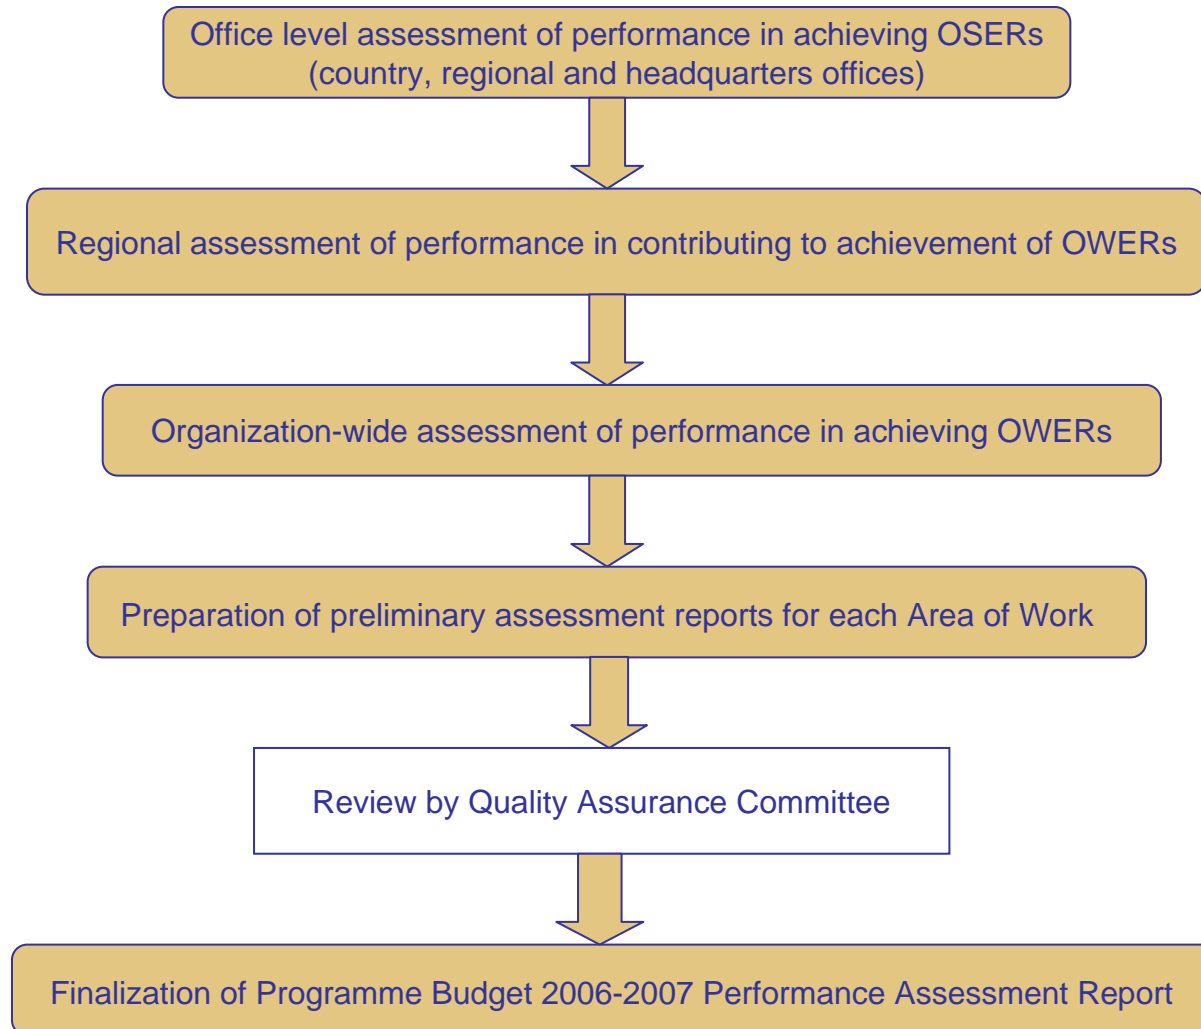 Office level assessment of performance in achieving OSERs
(country, regional and headquarters offices)
Regional assessment of performance in contributing to achievement of OWERs
Organization-wide assessment of performance in achieving OWERs
Preparation of preliminary assessment reports for each Area of Work
Review by Quality Assurance Committee
Finalization of Programme Budget 2006-2007 Performance Assessment Report